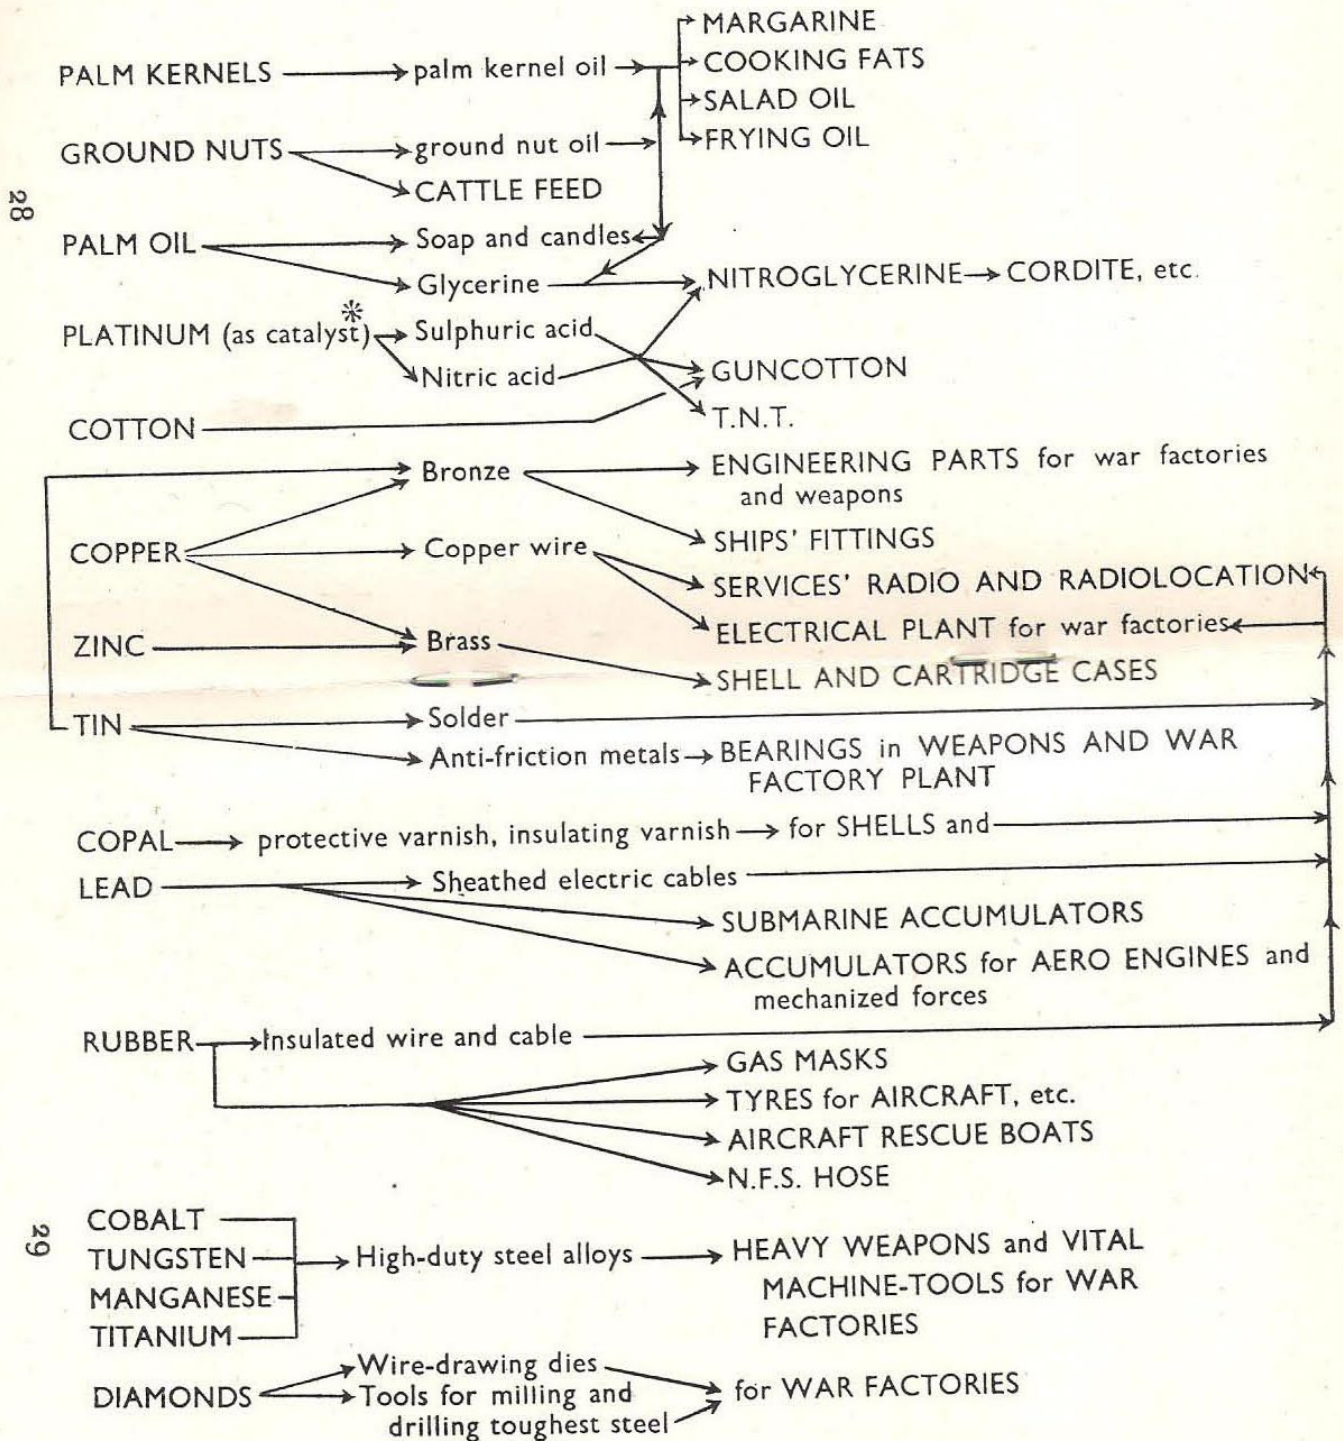 MARGARINE
PALM KERNELS palm kernel oil COOKING FATS
SALAD OIL
GROUND NUTS ground nut oil FRYING OIL
CATTLE FEED
28
PALM OIL Soap and candles
Glycerine NITROGLYCERINE CORDITE, etc.
PLATINUM (as catalyst)* Sulphuric acid
Nitric acid GUNCOTTON
COTTON T.N.T.
Bronze ENGINEERING PARTS for war factories
and weapons
SHIPS' FITTINGS
COPPER Copper wire
SERVICES' RADIO AND RADIOLOCATION
ELECTRICAL PLANT for war factories
ZINC Brass
SHELL AND CARTRIDGE CASES
TIN Solder
Anti-friction metals BEARINGS in WEAPONS AND WAR
FACTORY PLANT
COPAL protective varnish, insulating varnish for SHELLS and
LEAD Sheathed electric cables
SUBMARINE ACCUMULATORS
ACCUMULATORS for AERO ENGINES and
mechanized forces
RUBBER Insulated wire and cable
GAS MASKS
TYRES for AIRCRAFT, etc.
AIRCRAFT RESCUE BOATS
N.F.S. HOSE
29
COBALT
TUNGSTEN High-duty steel alloys HEAVY WEAPONS and VITAL
MANGANESE MACHINE-TOOLS for WAR
TITANIUM FACTORIES
Wire-drawing dies
DIAMONDS Tools for milling and for WAR FACTORIES
drilling toughest steel